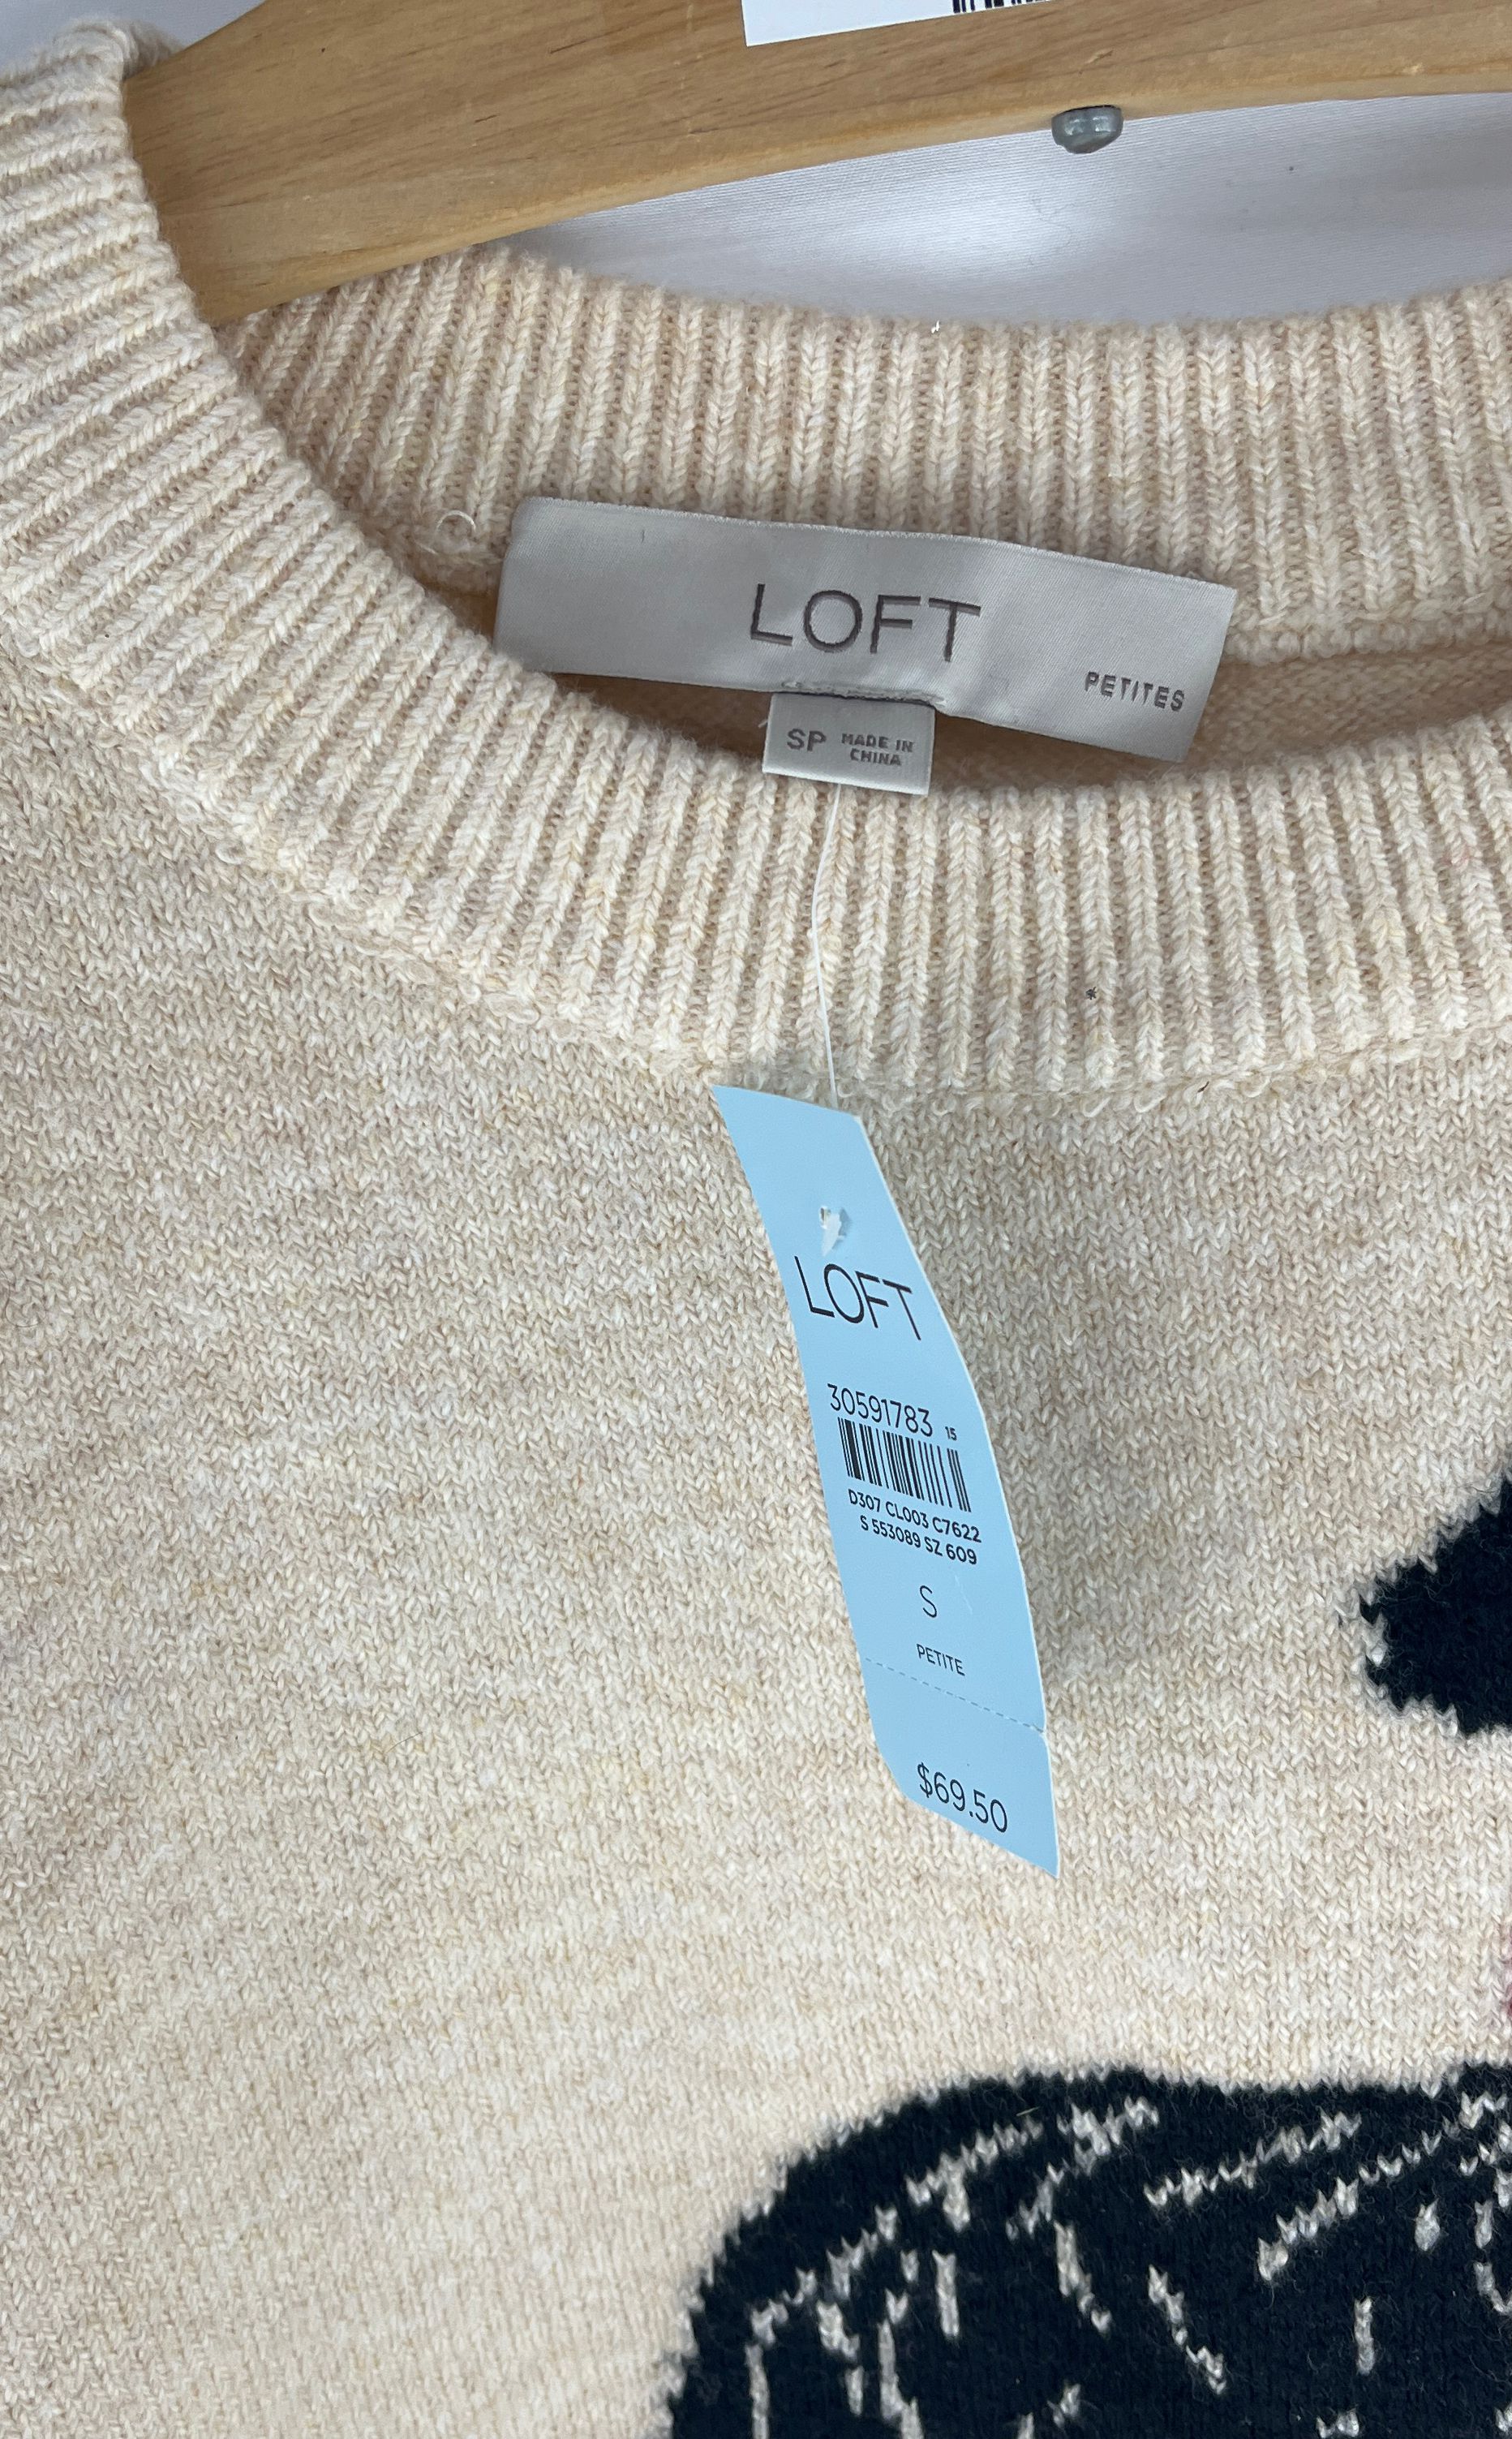 LOFT
PETITES
SP MADE IN
CHINA
LOFT
30591783 15
D307 CL003 C7622
S 553089 SZ 609
S
PETITE
$69.50